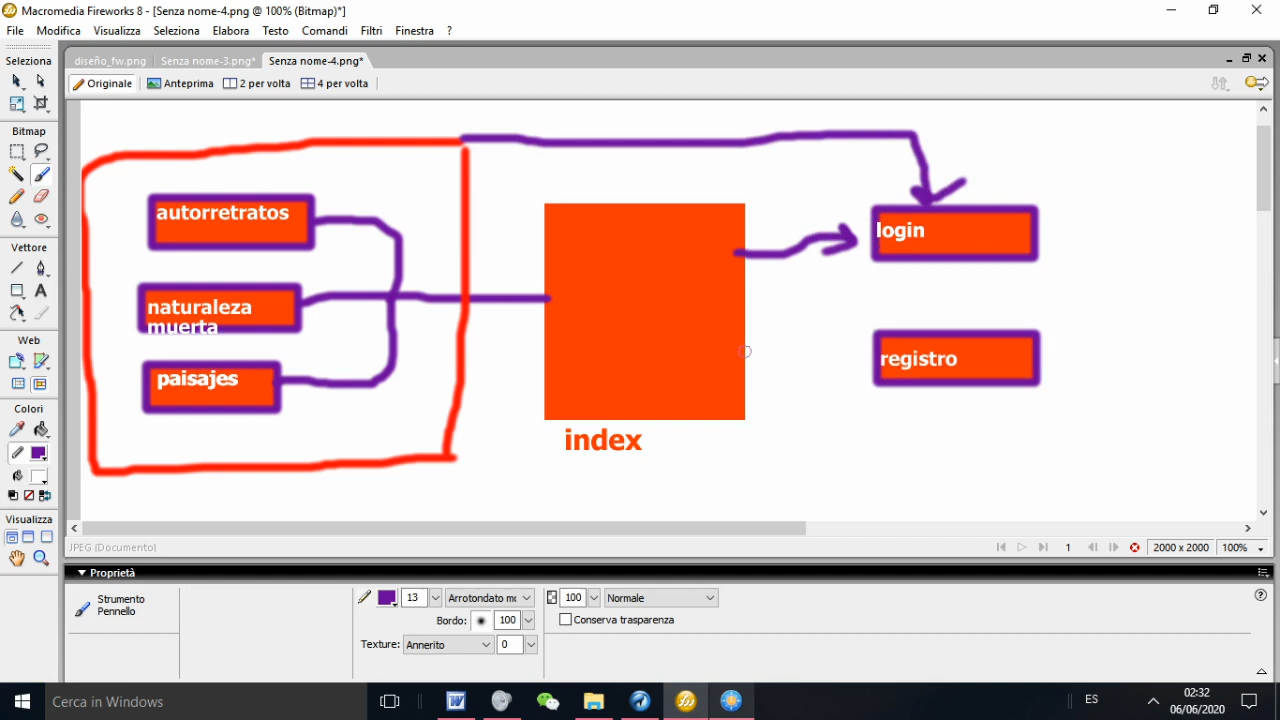 Macromedia Fireworks 8 - [Senza nome-4.png @ 100% (Bitmap)*]
File Modifica Visualizza Seleziona Elabora Testo Comandi Filtri Finestra ?
Seleziona
diseño_fw.png Senza nome-3.png* Senza nome-4.png*
Originale Anteprima 2 per volta 4 per volta
Bitmap
Vettore
Web
Colori
Visualizza
autorretratos
naturaleza
muerta
paisajes
index
login
registro
JPEG (Documento)
1 2000 x 2000 100%
Proprietà
Strumento
Pennello
13 Arrotondato mo
Bordo: 100
Texture: Annerito 0
100 Normale
Conserva trasparenza
Cerca in Windows
ES
02:32
06/06/2020